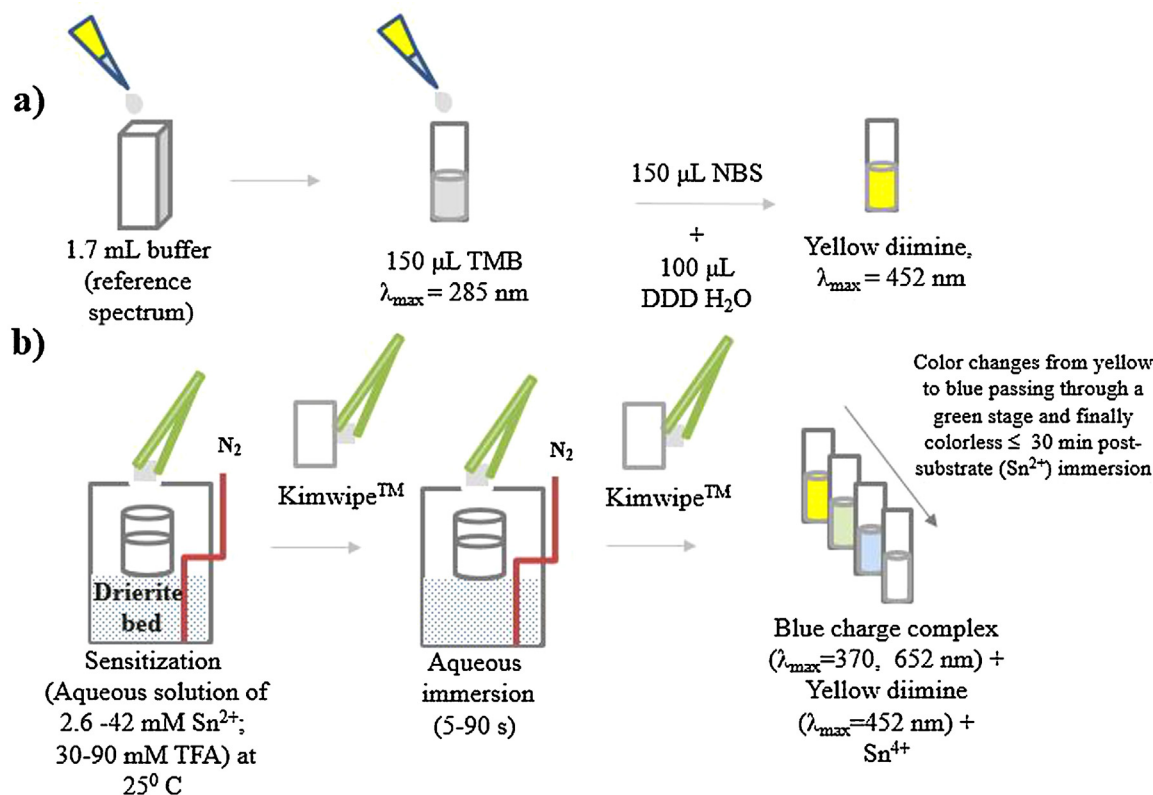 a)
1.7 mL buffer
(reference
spectrum)
150 µL TMB
λmax = 285 nm
150 µL NBS
+
100 µL
DDD H₂O
Yellow diimine,
λmax = 452 nm
b)
N₂
Drierite
bed
Sensitization
(Aqueous solution of
2.6 -42 mM Sn²⁺;
30-90 mM TFA) at
25⁰ C
Kimwipe™
N₂
Aqueous
immersion
(5-90 s)
Kimwipe™
Color changes from yellow
to blue passing through a
green stage and finally
colorless ≤ 30 min post-
substrate (Sn²⁺) immersion
Blue charge complex
(λmax=370, 652 nm) +
Yellow diimine
(λmax=452 nm) +
Sn⁴⁺